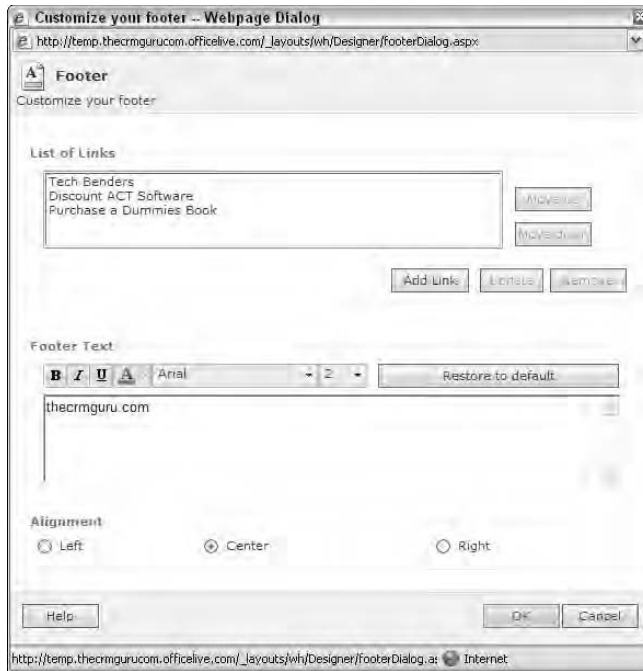 Customize your footer -- Webpage Dialog
http://temp.thecrmgurucom.officelive.com/_layouts/wh/Designer/footerDialog.aspx
Footer
Customize your footer
List of Links
Tech Benders
Discount ACT Software
Purchase a Dummies Book
Move up
Move down
Add Link Update Remove
Footer Text
B I U A Arial 2 Restore to default
thecrmguru.com
Alignment
Left Center Right
Help OK Cancel
http://temp.thecrmgurucom.officelive.com/_layouts/wh/Designer/footerDialog.a: Internet